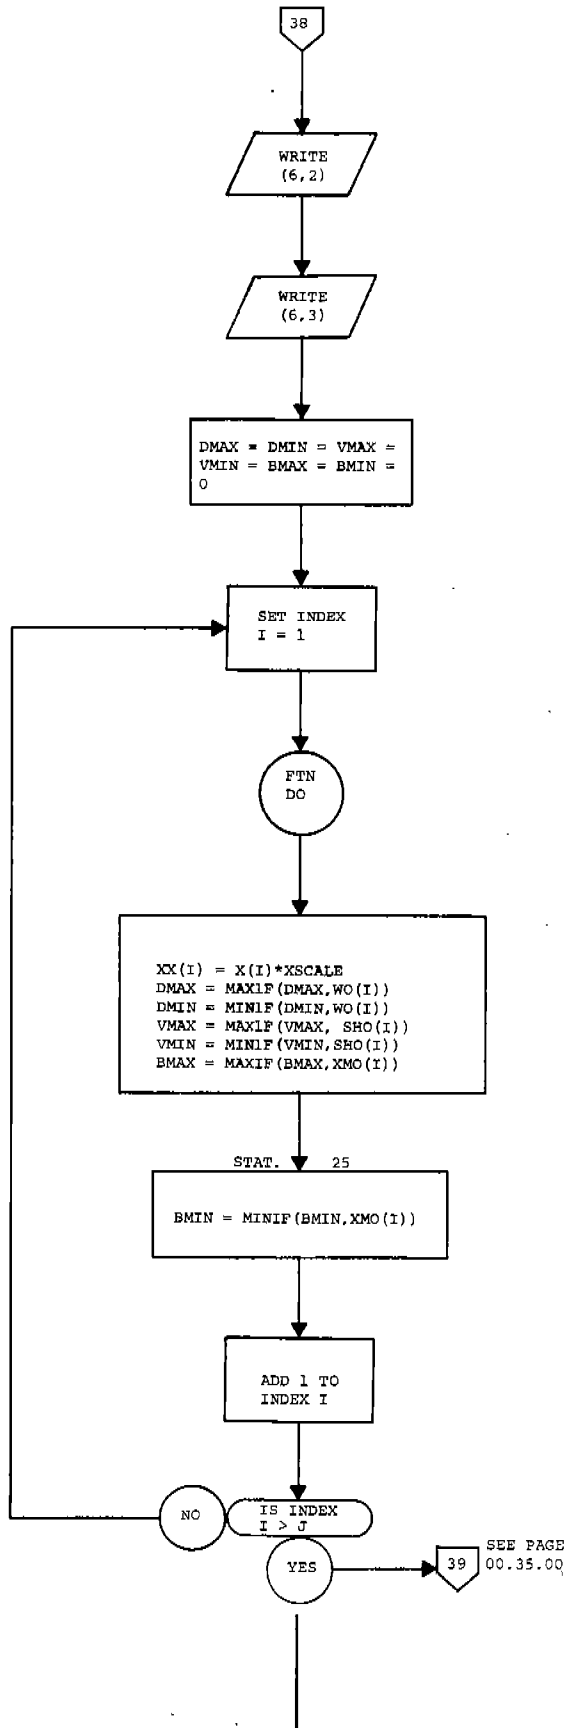 38
WRITE
(6,2)
WRITE
(6,3)
DMAX = DMIN = VMAX =
VMIN = BMAX = BMIN =
0
SET INDEX
I = 1
FTN
DO
XX(I) = X(I)*XSCALE
DMAX = MAX1F(DMAX,WO(I))
DMIN = MIN1F(DMIN,WO(I))
VMAX = MAX1F(VMAX, SHO(I))
VMIN = MIN1F(VMIN,SHO(I))
BMAX = MAXIF(BMAX,XMO(I))
STAT. 25
BMIN = MINIF(BMIN,XMO(I))
ADD 1 TO
INDEX I
NO
IS INDEX
I > J
YES
39
SEE PAGE
00.35.00